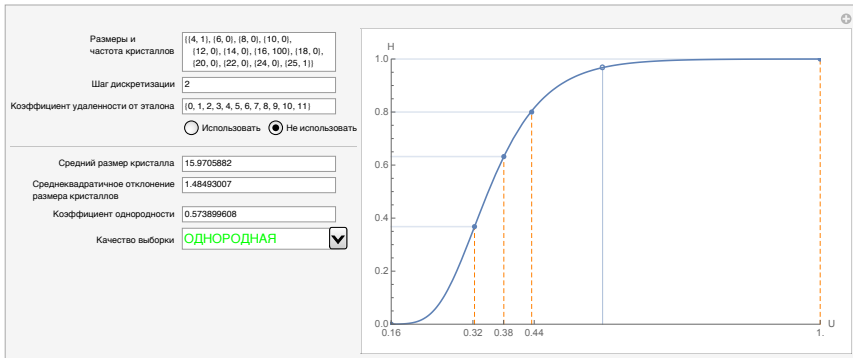 Размеры и
частота кристаллов
{{4, 1}, {6, 0}, {8, 0}, {10, 0},
{12, 0}, {14, 0}, {16, 100}, {18, 0},
{20, 0}, {22, 0}, {24, 0}, {25, 1}}
Шаг дискретизации 2
Коэффициент удаленности от эталона {0, 1, 2, 3, 4, 5, 6, 7, 8, 9, 10, 11}
Использовать Не использовать
Средний размер кристалла 15.9705882
Среднеквадратичное отклонение
размера кристаллов
1.48493007
Коэффициент однородности 0.573899608
Качество выборки ОДНОРОДНАЯ
H
1.0
0.8
0.6
0.4
0.2
0.0
0.16 0.32 0.38 0.44 1.
U